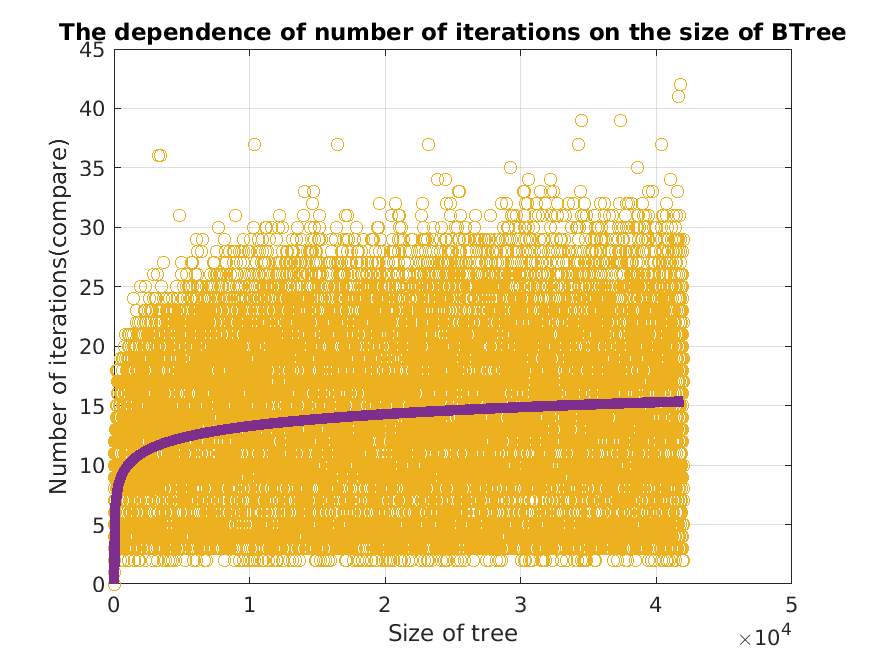 The dependence of number of iterations on the size of BTree
45
40
35
30
25
20
15
10
5
0
Number of iterations(compare)
0 1 2 3 4 5
Size of tree
×10^4